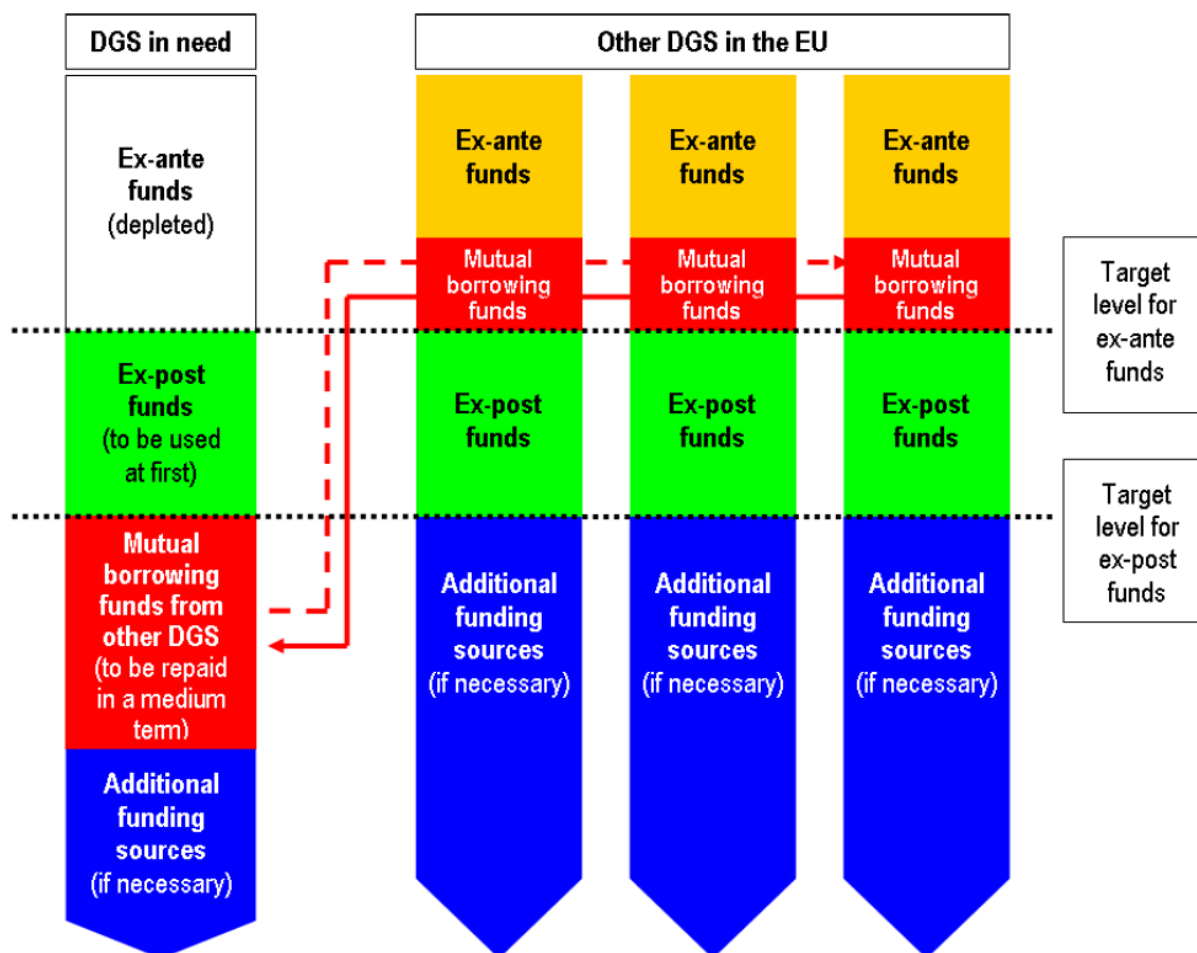 DGS in need
Other DGS in the EU
Ex-ante
funds
(depleted)
Ex-post
funds
(to be used
at first)
Mutual
borrowing
funds from
other DGS
(to be repaid
in a medium
term)
Additional
funding
sources
(if necessary)
Ex-ante
funds
Mutual
borrowing
funds
Ex-post
funds
Additional
funding
sources
(if necessary)
Ex-ante
funds
Mutual
borrowing
funds
Ex-post
funds
Additional
funding
sources
(if necessary)
Ex-ante
funds
Mutual
borrowing
funds
Ex-post
funds
Additional
funding
sources
(if necessary)
Target
level for
ex-ante
funds
Target
level for
ex-post
funds